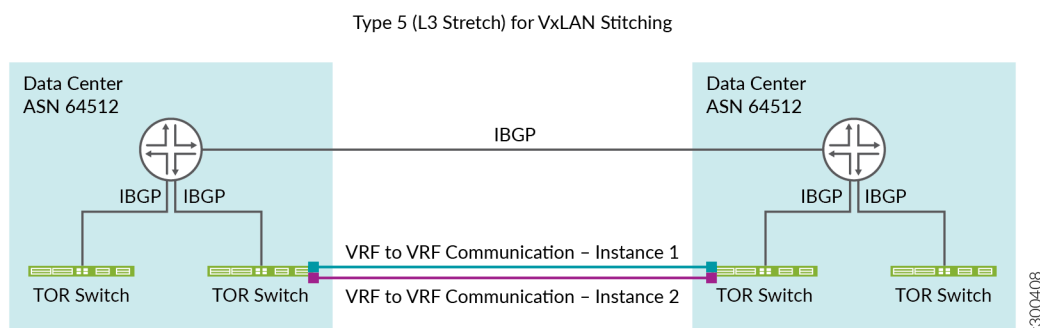 Type 5 (L3 Stretch) for VxLAN Stitching
Data Center
ASN 64512
Data Center
ASN 64512
IBGP
IBGP
IBGP
IBGP
IBGP
VRF to VRF Communication – Instance 1
VRF to VRF Communication – Instance 2
TOR Switch
TOR Switch
TOR Switch
TOR Switch
300408